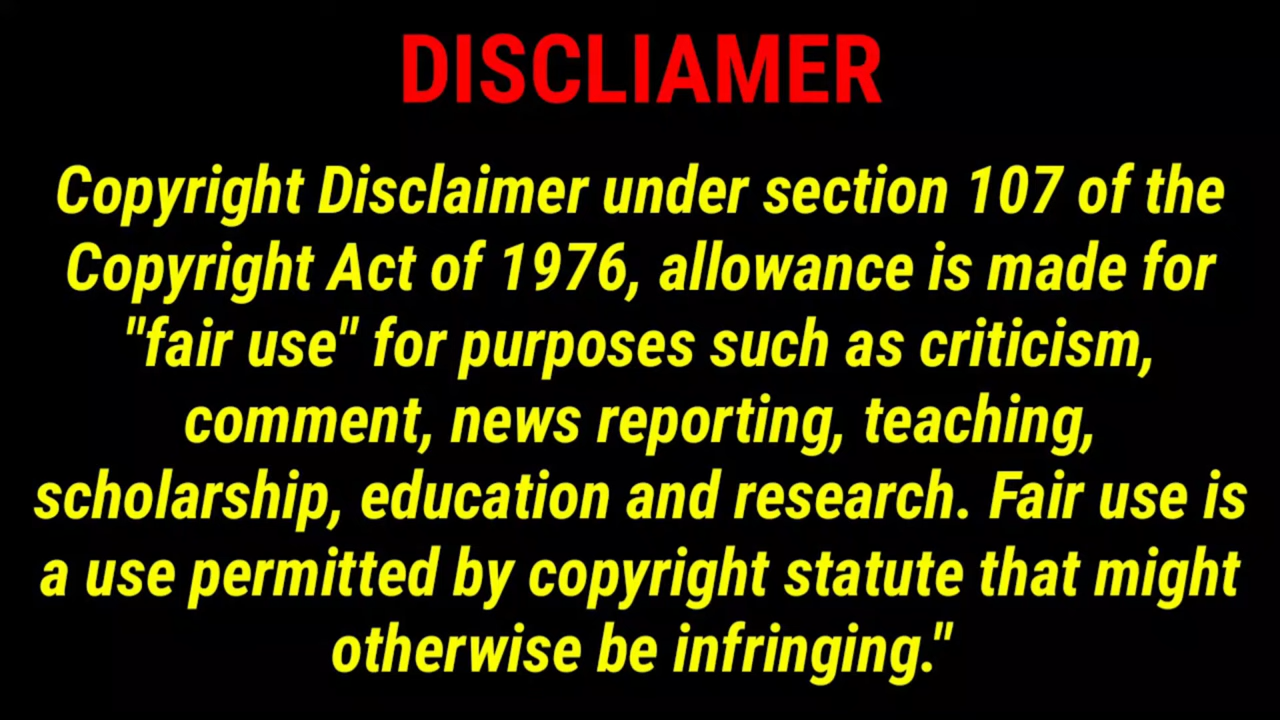 DISCLIAMER
Copyright Disclaimer under section 107 of the
Copyright Act of 1976, allowance is made for
"fair use" for purposes such as criticism,
comment, news reporting, teaching,
scholarship, education and research. Fair use is
a use permitted by copyright statute that might
otherwise be infringing."